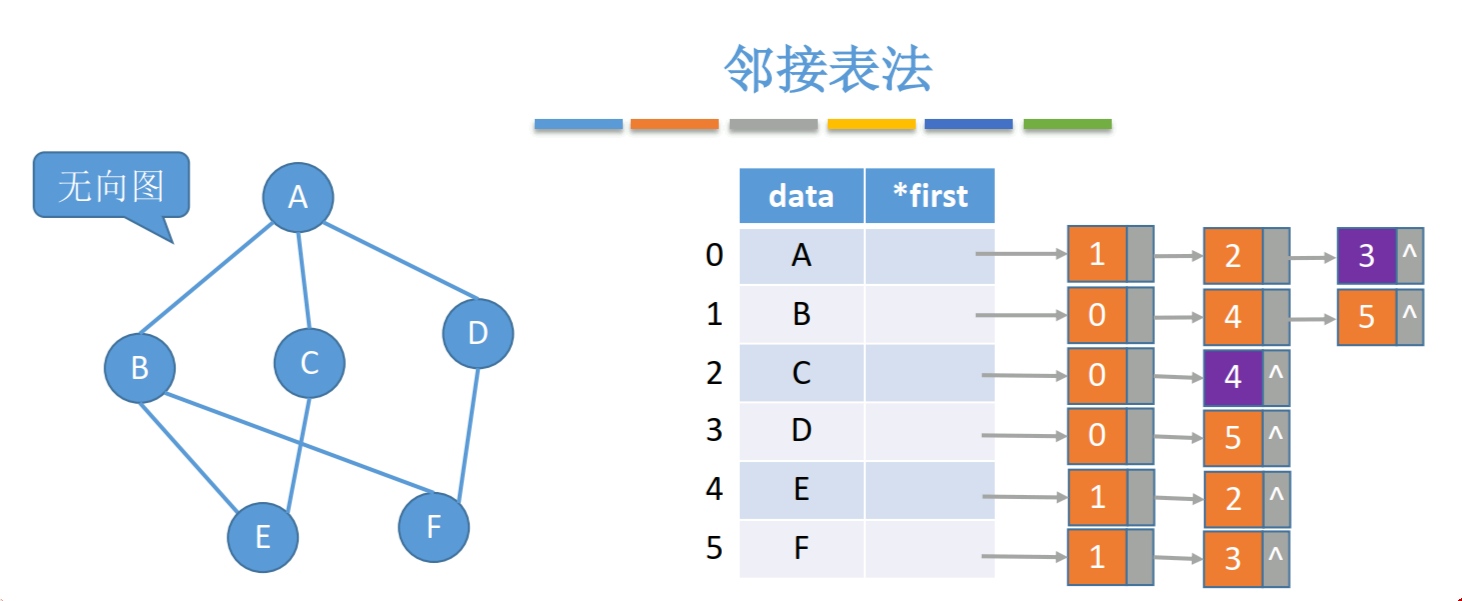 邻接表法
无向图
A
B
C
D
E
F
data *first
0 A 1 2 3 ^
1 B 0 4 5 ^
2 C 0 4 ^
3 D 0 5 ^
4 E 1 2 ^
5 F 1 3 ^